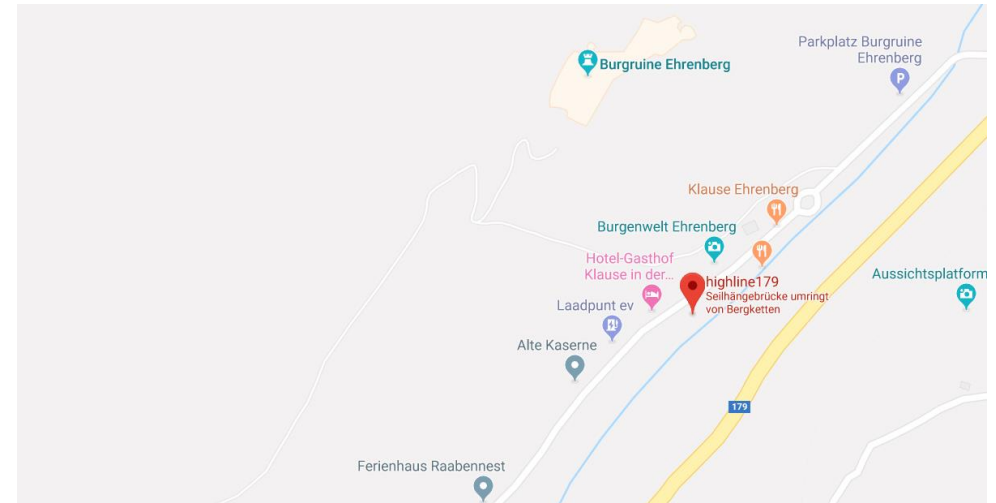 Parkplatz Burgruine
Ehrenberg
P
Burgruine Ehrenberg
Klause Ehrenberg
Burgenwelt Ehrenberg
Hotel-Gasthof
Klause in der...
highline179
Seilhängebrücke umringt
von Bergketten
Aussichtsplatform
Laadpunt ev
Alte Kaserne
179
Ferienhaus Raabennest